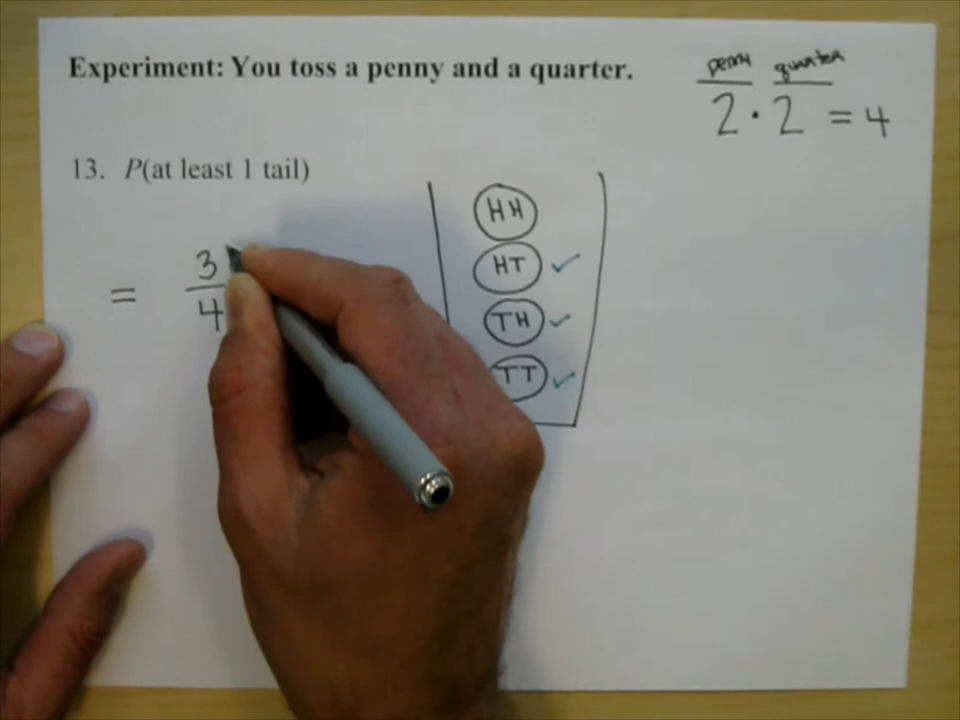 Experiment: You toss a penny and a quarter.
penny quarter
2 · 2 = 4
13. P(at least 1 tail)
= 3/4
HH
HT ✓
TH ✓
TT ✓